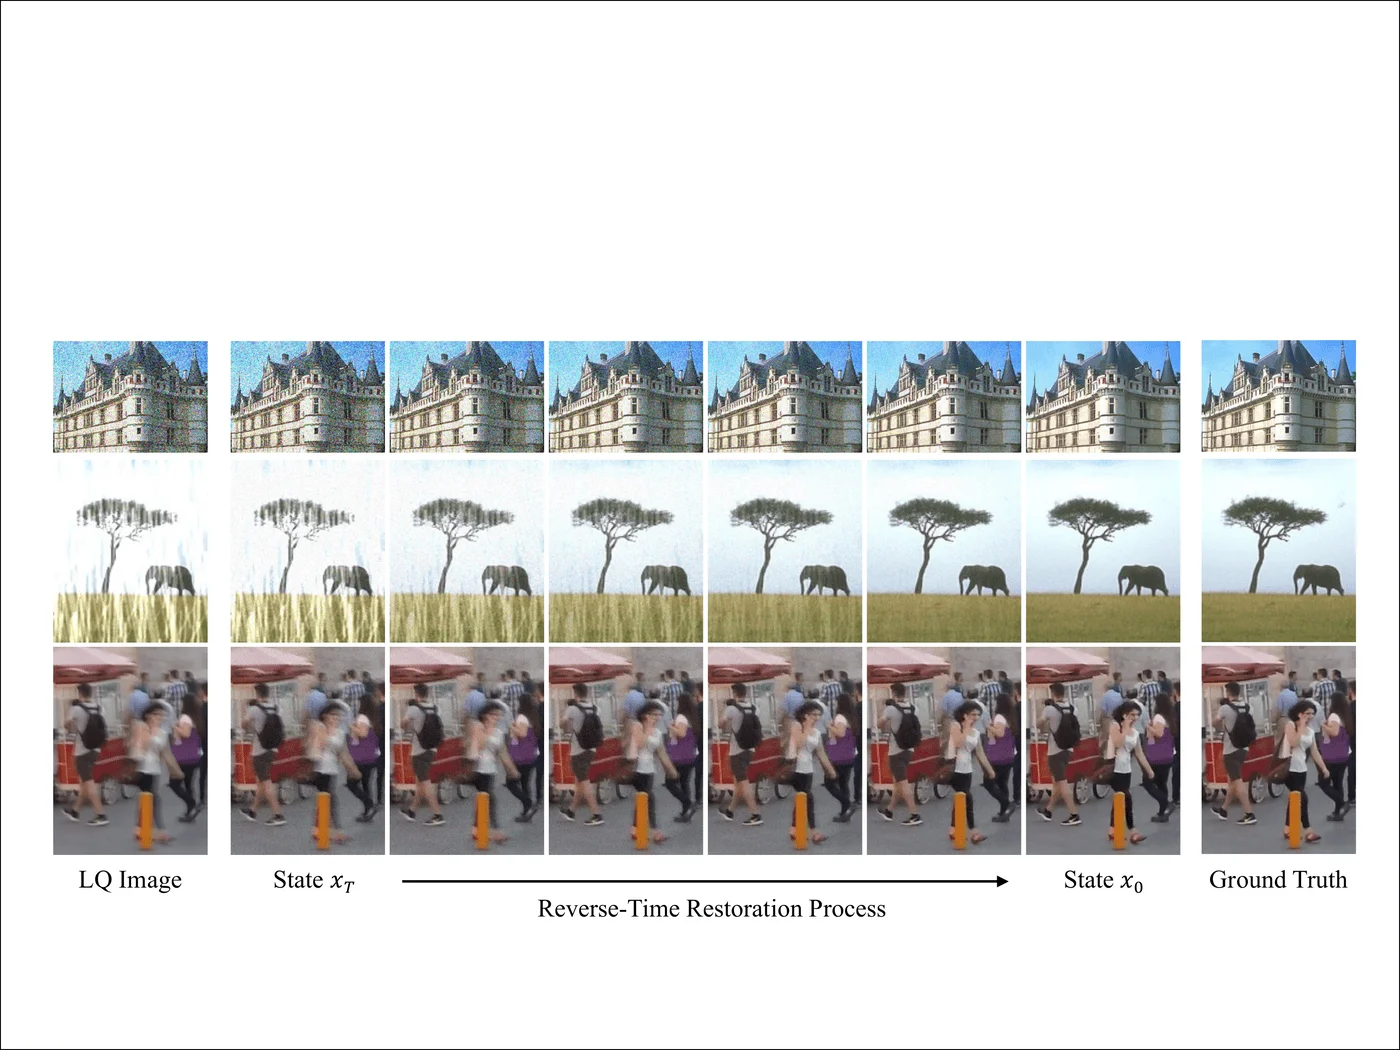 LQ Image
State x_T
State x_0
Ground Truth
Reverse-Time Restoration Process